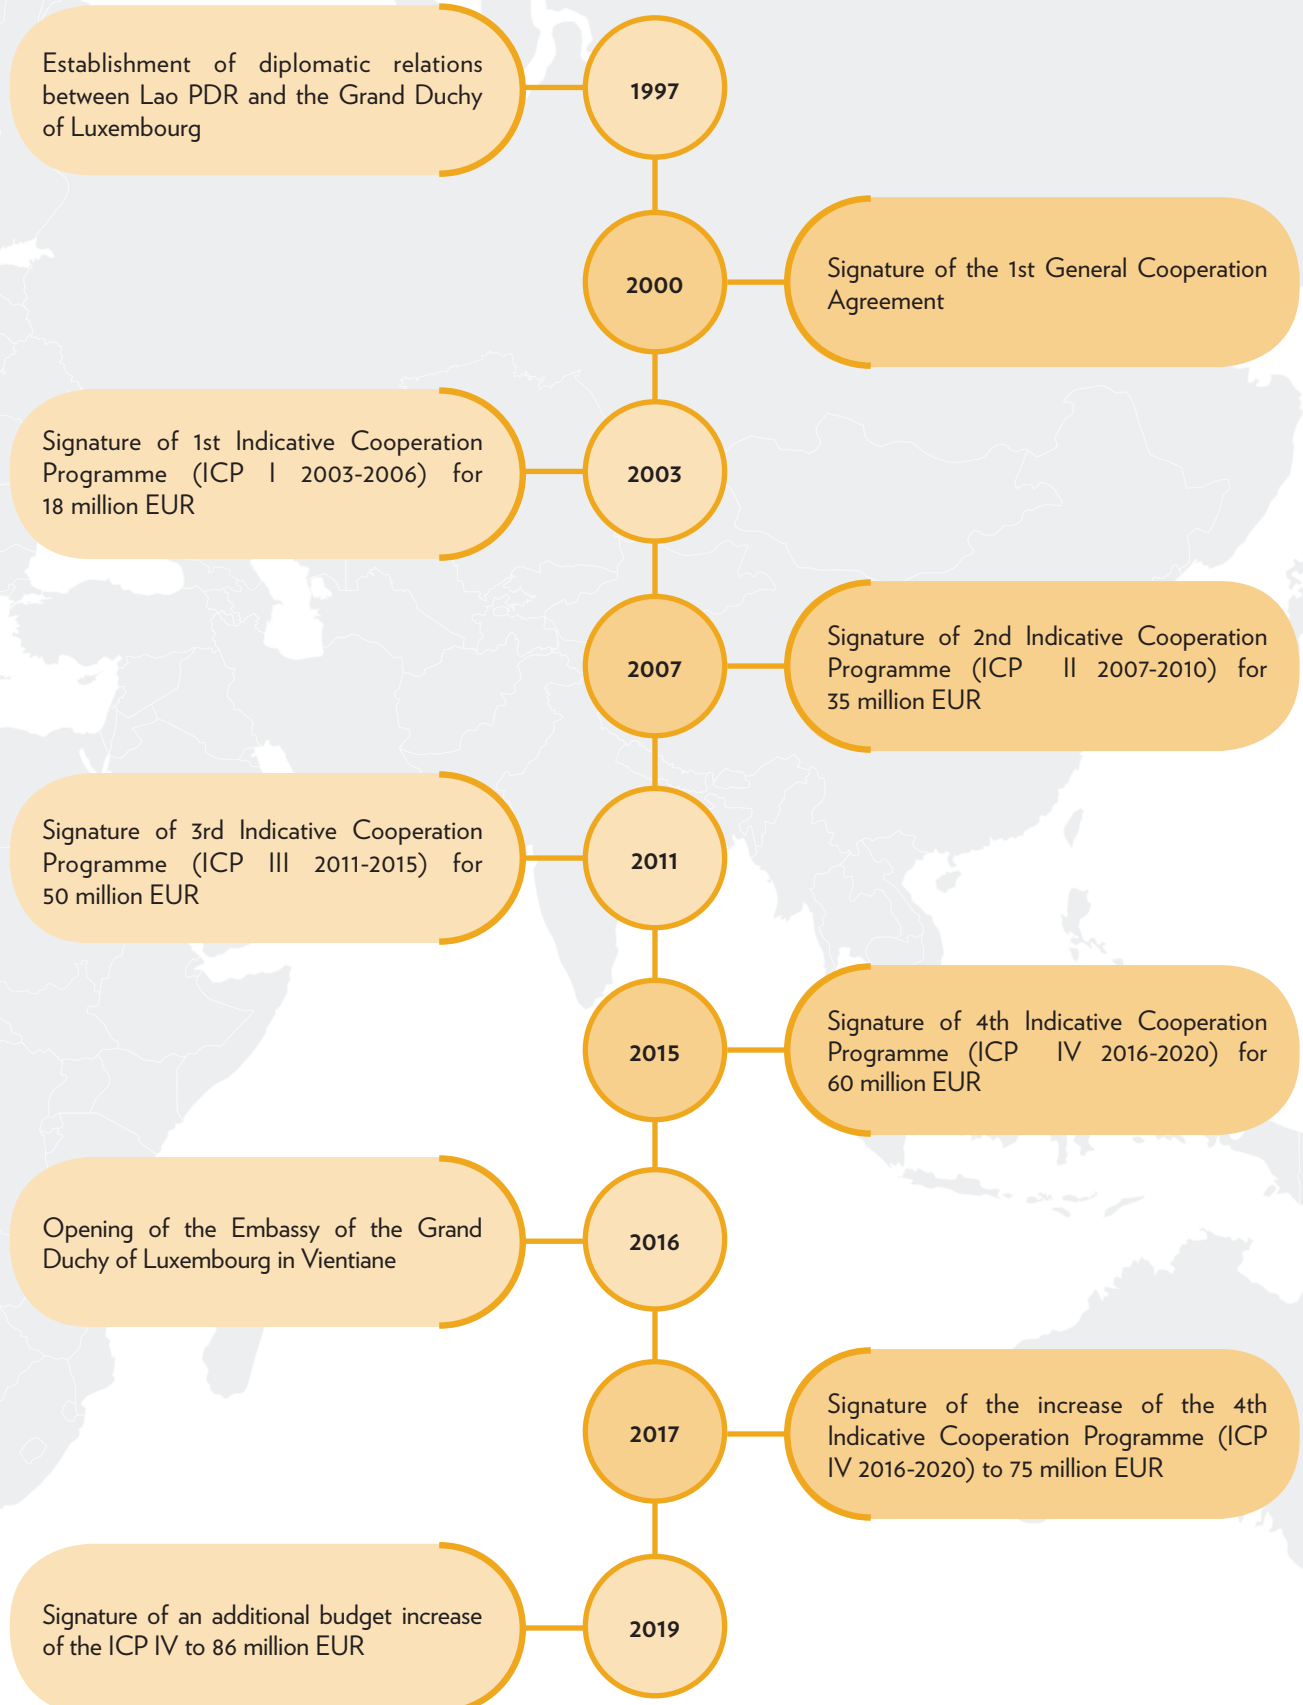 Establishment of diplomatic relations
between Lao PDR and the Grand Duchy
of Luxembourg
1997
2000
Signature of the 1st General Cooperation
Agreement
Signature of 1st Indicative Cooperation
Programme (ICP I 2003-2006) for
18 million EUR
2003
2007
Signature of 2nd Indicative Cooperation
Programme (ICP II 2007-2010) for
35 million EUR
Signature of 3rd Indicative Cooperation
Programme (ICP III 2011-2015) for
50 million EUR
2011
2015
Signature of 4th Indicative Cooperation
Programme (ICP IV 2016-2020) for
60 million EUR
Opening of the Embassy of the Grand
Duchy of Luxembourg in Vientiane
2016
2017
Signature of the increase of the 4th
Indicative Cooperation Programme (ICP
IV 2016-2020) to 75 million EUR
Signature of an additional budget increase
of the ICP IV to 86 million EUR
2019